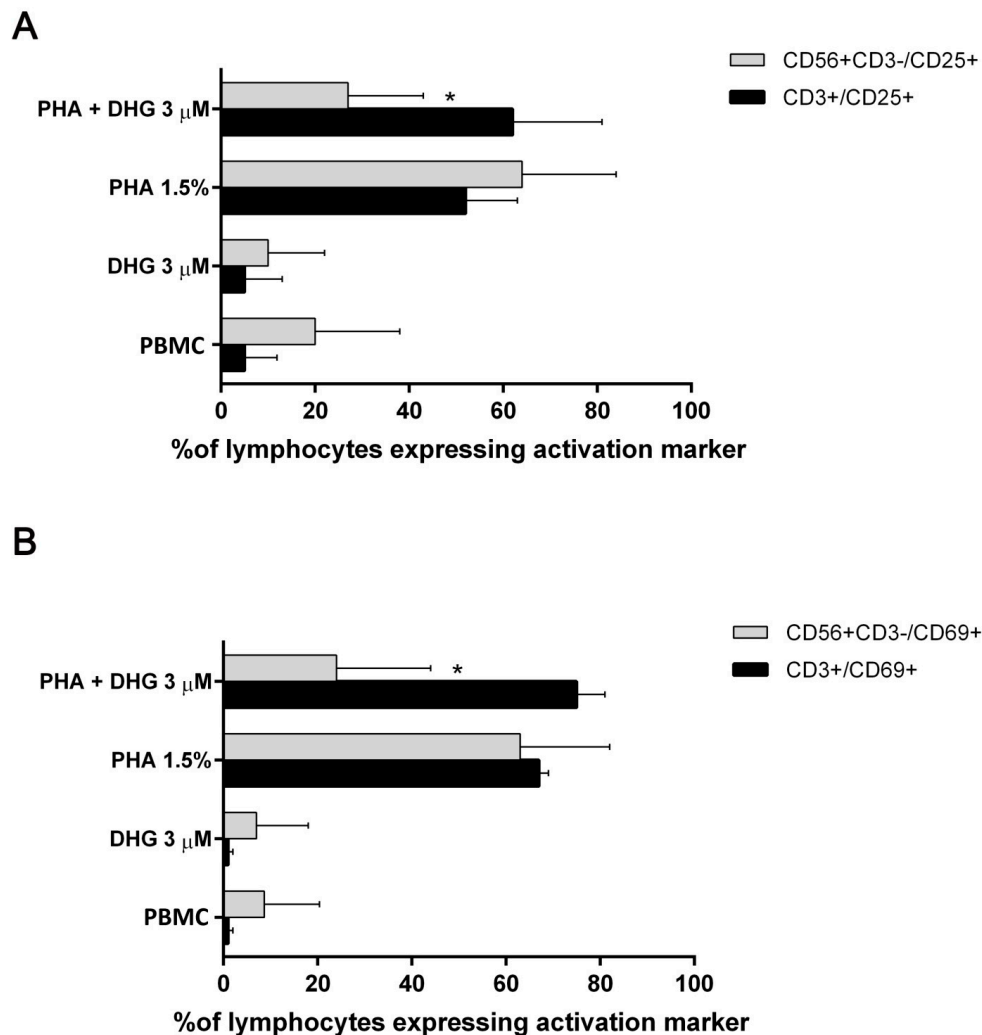 A
CD56+CD3-/CD25+
CD3+/CD25+
PHA + DHG 3 μM
*
PHA 1.5%
DHG 3 μM
PBMC
0 20 40 60 80 100
%of lymphocytes expressing activation marker
B
CD56+CD3-/CD69+
CD3+/CD69+
PHA + DHG 3 μM
*
PHA 1.5%
DHG 3 μM
PBMC
0 20 40 60 80 100
%of lymphocytes expressing activation marker